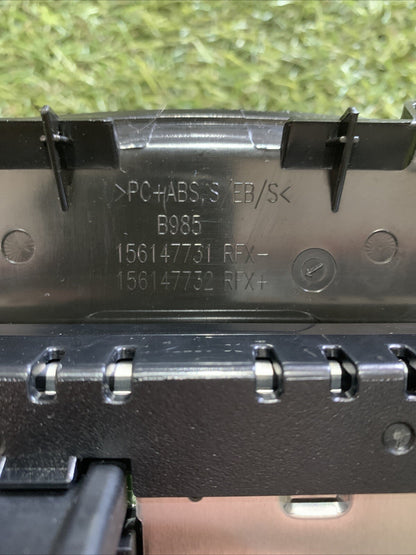 >PC+ABS,S/EB/S<
B985
156147731 RFX-
156147732 RFX+